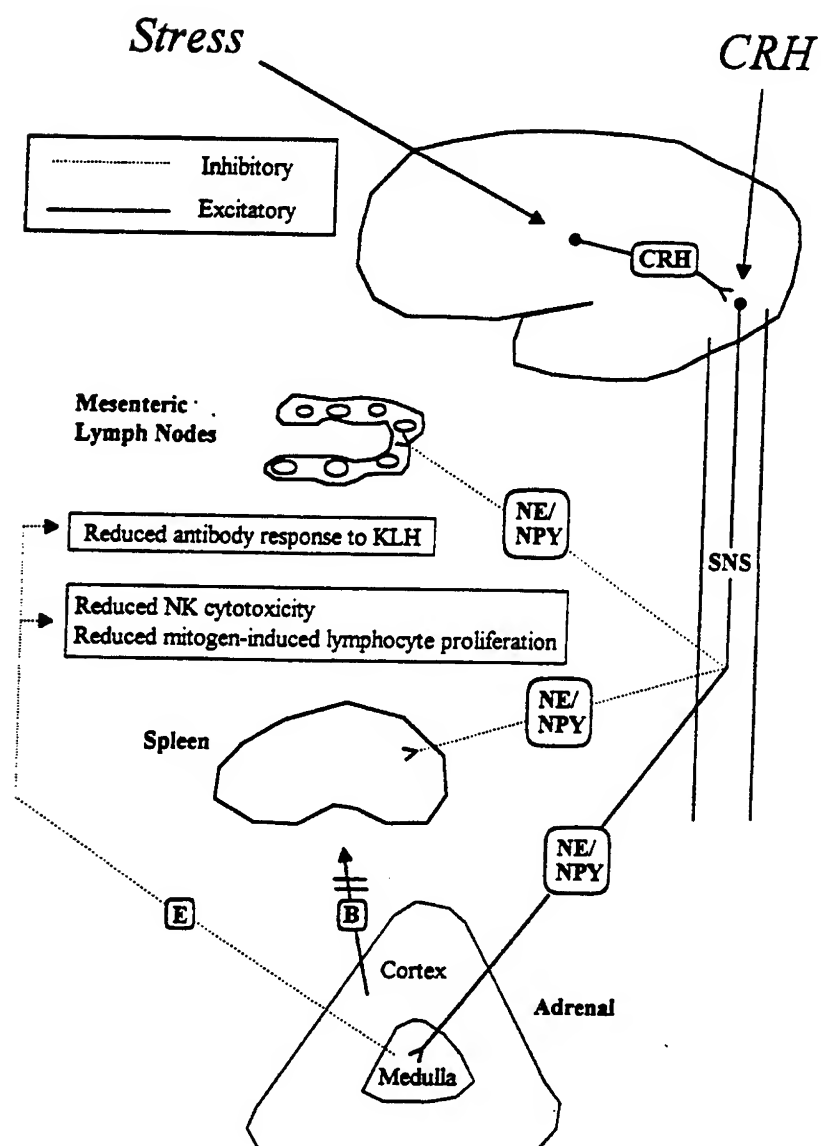 Stress
CRH
Inhibitory
Excitatory
CRH
Mesenteric
Lymph Nodes
NE/
NPY
Reduced antibody response to KLH
SNS
Reduced NK cytotoxicity
Reduced mitogen-induced lymphocyte proliferation
NE/
NPY
Spleen
NE/
NPY
E
B
Cortex
Adrenal
Medulla